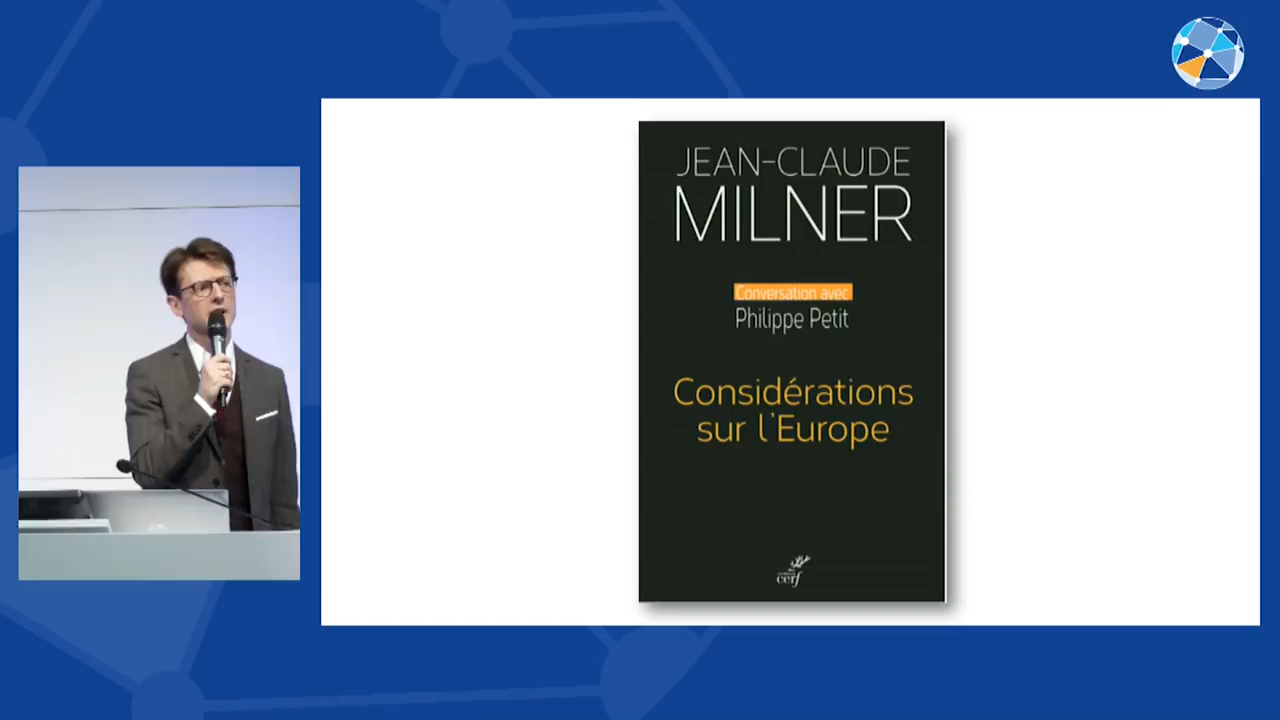 JEAN-CLAUDE
MILNER
Conversation avec
Philippe Petit
Considérations
sur l'Europe
cerf